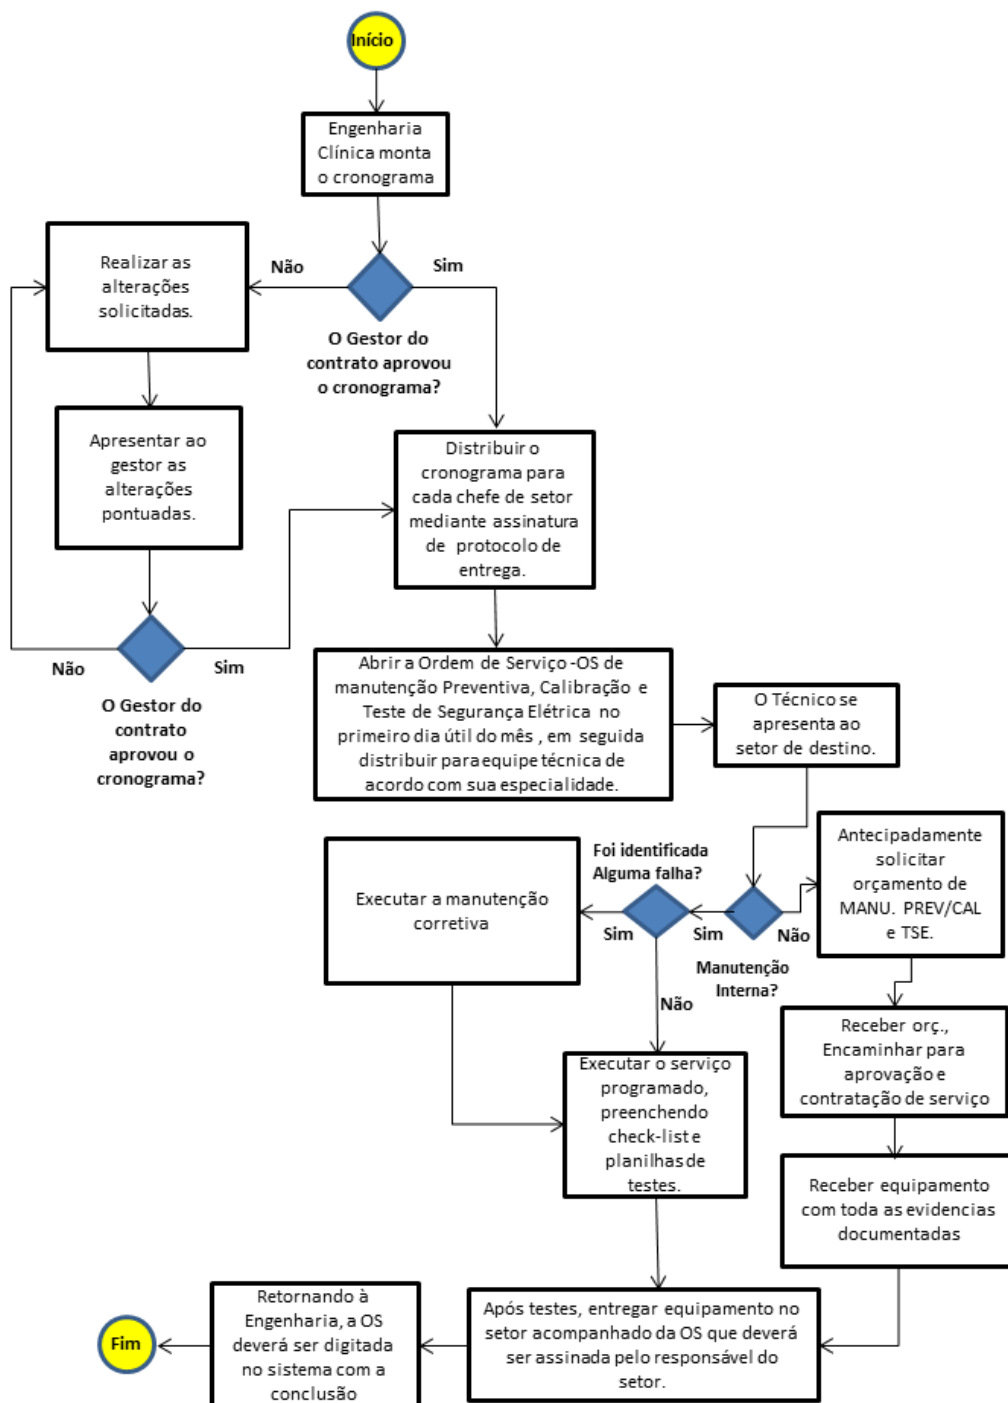 Início
Engenharia
Clínica monta
o cronograma
Não
Sim
O Gestor do
contrato aprovou
o cronograma?
Realizar as
alterações
solicitadas.
Apresentar ao
gestor as
alterações
pontuadas.
Não
Sim
O Gestor do
contrato
aprovou o
cronograma?
Distribuir o
cronograma para
cada chefe de setor
mediante assinatura
de protocolo de
entrega.
Abrir a Ordem de Serviço -OS de
manutenção Preventiva, Calibração e
Teste de Segurança Elétrica no
primeiro dia útil do mês , em seguida
distribuir para equipe técnica de
acordo com sua especialidade.
O Técnico se
apresenta ao
setor de destino.
Manutenção
Interna?
Sim
Não
Foi identificada
Alguma falha?
Sim
Não
Executar a manutenção
corretiva
Antecipadamente
solicitar
orçamento de
MANU. PREV/CAL
e TSE.
Receber orç.,
Encaminhar para
aprovação e
contratação de serviço
Receber equipamento
com toda as evidencias
documentadas
Executar o serviço
programado,
preenchendo
check-list e
planilhas de
testes.
Após testes, entregar equipamento no
setor acompanhado da OS que deverá
ser assinada pelo responsável do
setor.
Retornando à
Engenharia, a OS
deverá ser digitada
no sistema com a
conclusão
Fim